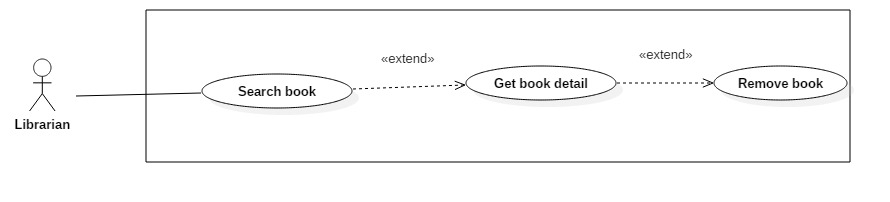 «extend»
«extend»
Search book
Get book detail
Remove book
Librarian